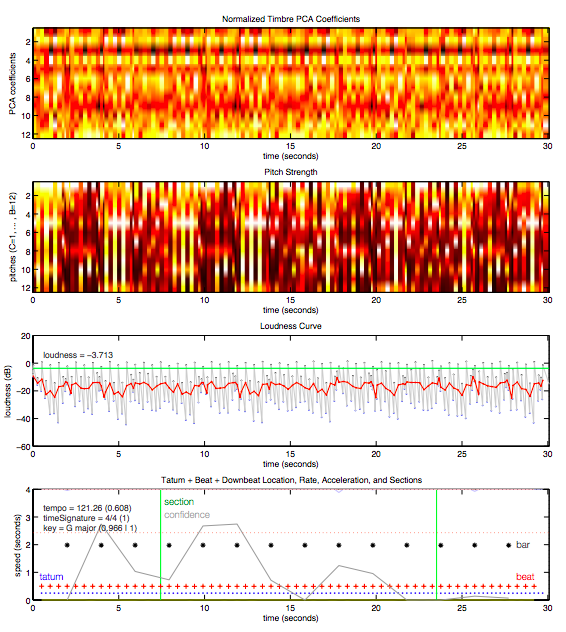 Normalized Timbre PCA Coefficients
PCA coefficients
2
4
6
8
10
12
0 5 10 15 20 25 30
time (seconds)
Pitch Strength
pitches (C=1,...,B=12)
2
4
6
8
10
12
0 5 10 15 20 25 30
time (seconds)
Loudness Curve
loudness (dB)
20
0
−20
−40
−60
loudness = −3.713
0 5 10 15 20 25 30
time (seconds)
Tatum + Beat + Downbeat Location, Rate, Acceleration, and Sections
speed (seconds)
4
3
2
1
0
tempo = 121.26 (0.608)
timeSignature = 4/4 (1)
key = G major (0.966 | 1)
section
confidence
bar
tatum
beat
0 5 10 15 20 25 30
time (seconds)